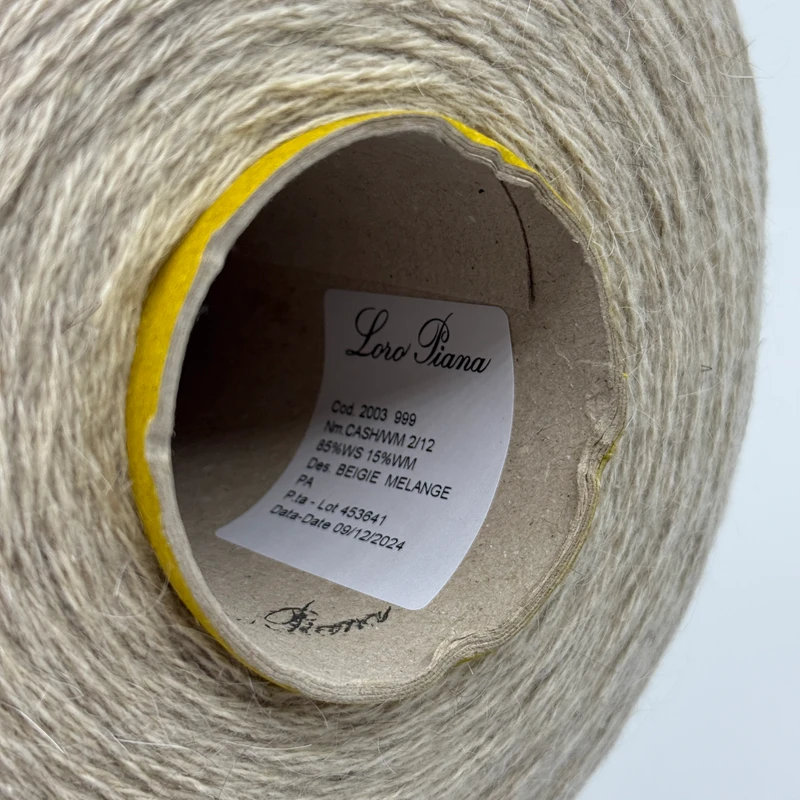 Loro Piana
Cod. 2003 999
Nm.CASH/WM 2/12
85%WS 15%WM
Des. BEIGIE MELANGE
PA
P.ta - Lot 453641
Data-Date 09/12/2024